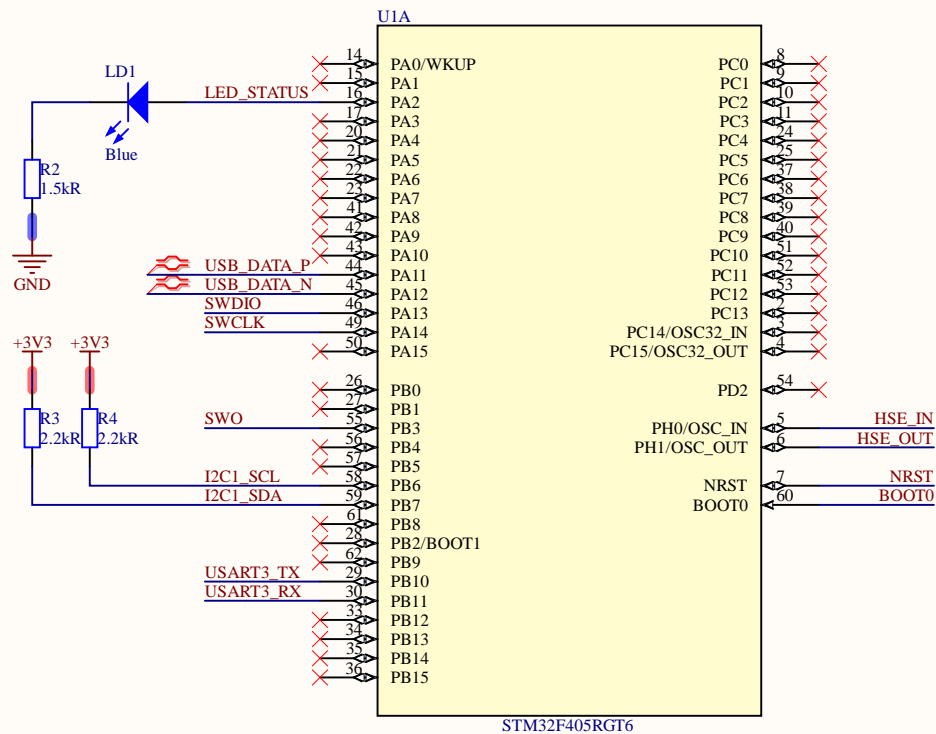 U1A
14 PA0/WKUP PC0 8
15 PA1 PC1 9
LD1
LED_STATUS 16 PA2 PC2 10
17 PA3 PC3 11
20 PA4 PC4 24
Blue
21 PA5 PC5 25
R2
22 PA6 PC6 37
1.5kR
23 PA7 PC7 38
41 PA8 PC8 39
42 PA9 PC9 40
43 PA10 PC10 51
USB_DATA_P 44 PA11 PC11 52
GND
USB_DATA_N 45 PA12 PC12 53
SWDIO 46 PA13 PC13 2
SWCLK 49 PA14 PC14/OSC32_IN 3
+3V3 +3V3
50 PA15 PC15/OSC32_OUT 4
26 PB0 PD2 54
27 PB1
R3 R4
SWO 55 PB3 PH0/OSC_IN 5 HSE_IN
2.2kR 2.2kR
56 PB4 PH1/OSC_OUT 6 HSE_OUT
57 PB5
I2C1_SCL 58 PB6 NRST 7 NRST
I2C1_SDA 59 PB7 BOOT0 60 BOOT0
61 PB8
28 PB2/BOOT1
62 PB9
USART3_TX 29 PB10
USART3_RX 30 PB11
33 PB12
34 PB13
35 PB14
36 PB15
STM32F405RGT6